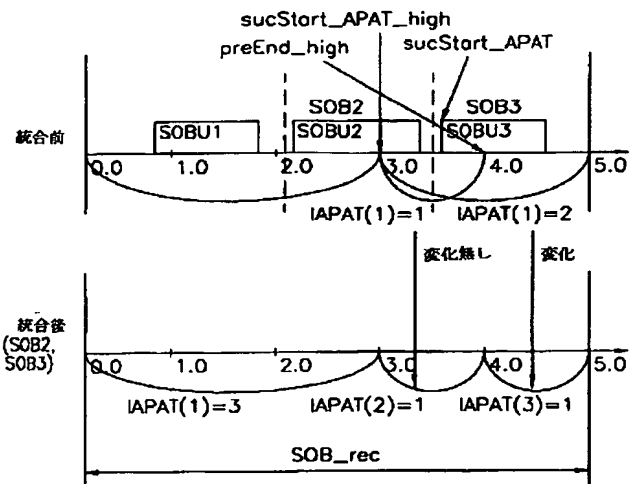 sucStart_APAT_high
preEnd_high
sucStart_APAT
SOB2
SOB3
SOBU1
SOBU2
SOBU3
統合前
0.0
1.0
2.0
3.0
4.0
5.0
IAPAT(1)=1
IAPAT(1)=2
変化無し
変化
統合後
(SOB2,
SOB3)
0.0
1.0
2.0
3.0
4.0
5.0
IAPAT(1)=3
IAPAT(2)=1
IAPAT(3)=1
SOB_rec